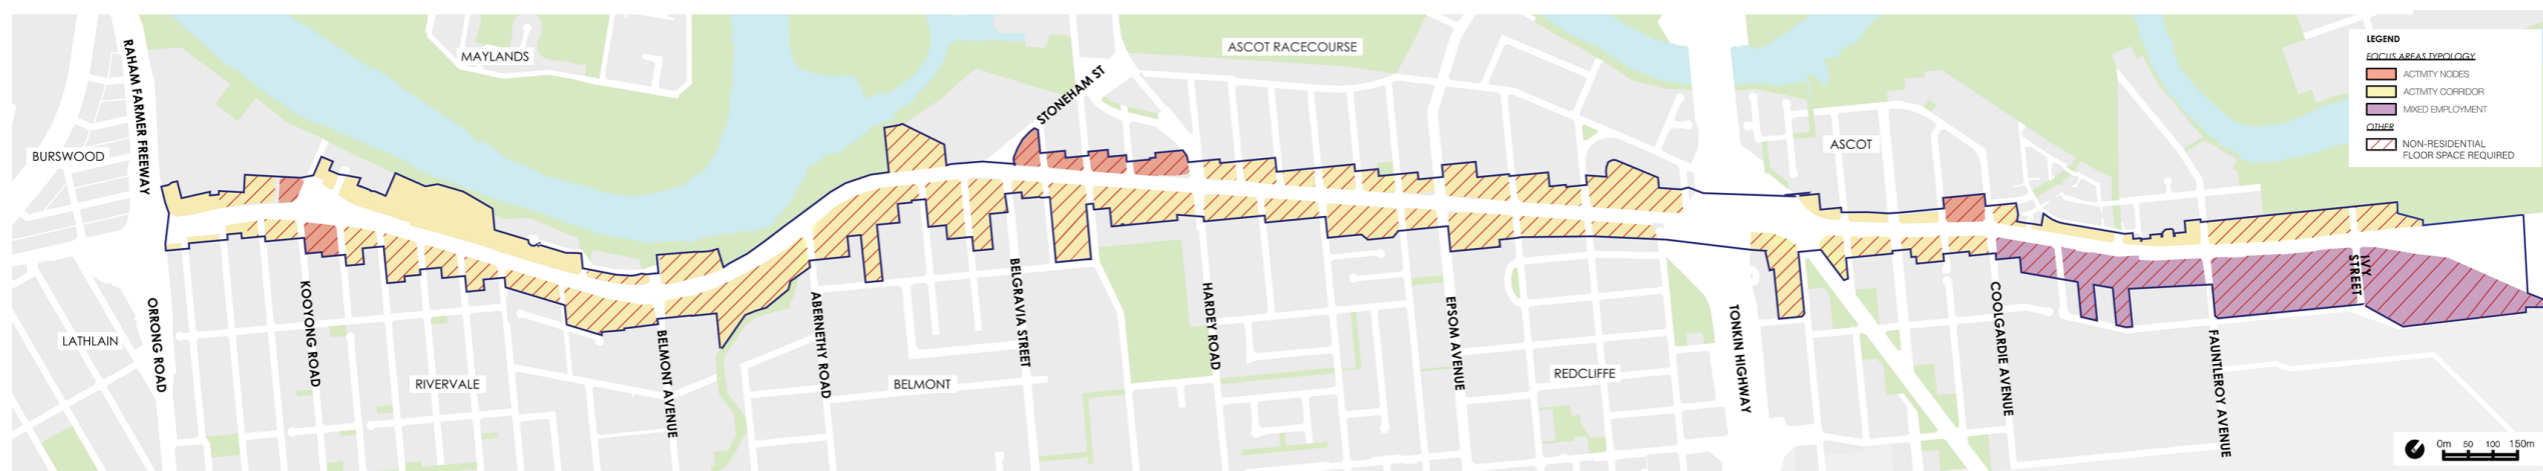 RAHAM FARMER FREEWAY
MAYLANDS
ASCOT RACECOURSE
STONEHAM ST
BURSWOOD
ASCOT
LEGEND
FOCUS AREAS TYPOLOGY
ACTIVITY NODES
ACTIVITY CORRIDOR
MIXED EMPLOYMENT
OTHER
NON-RESIDENTIAL
FLOOR SPACE REQUIRED
LATHLAIN
ORRONG ROAD
KOOYONG ROAD
RIVERVALE
BELMONT AVENUE
ABERNETHY ROAD
BELMONT
BELGRAVIA STREET
HARDEY ROAD
EPSOM AVENUE
REDCLIFFE
TONKIN HIGHWAY
COOLGARDIE AVENUE
FAUNTLEROY AVENUE
IVY
STREET
0m 50 100 150m